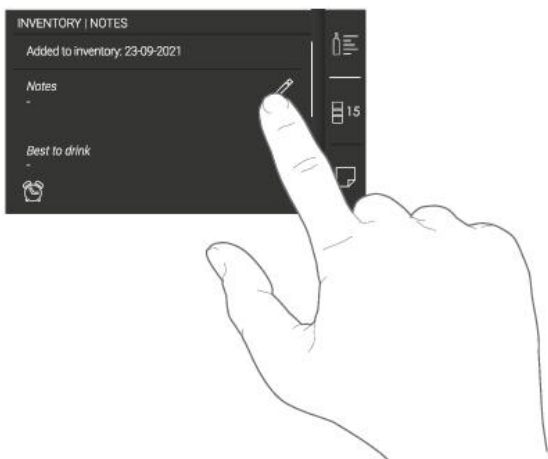 INVENTORY | NOTES
Added to inventory: 23-09-2021
Notes
-
15
Best to drink
-